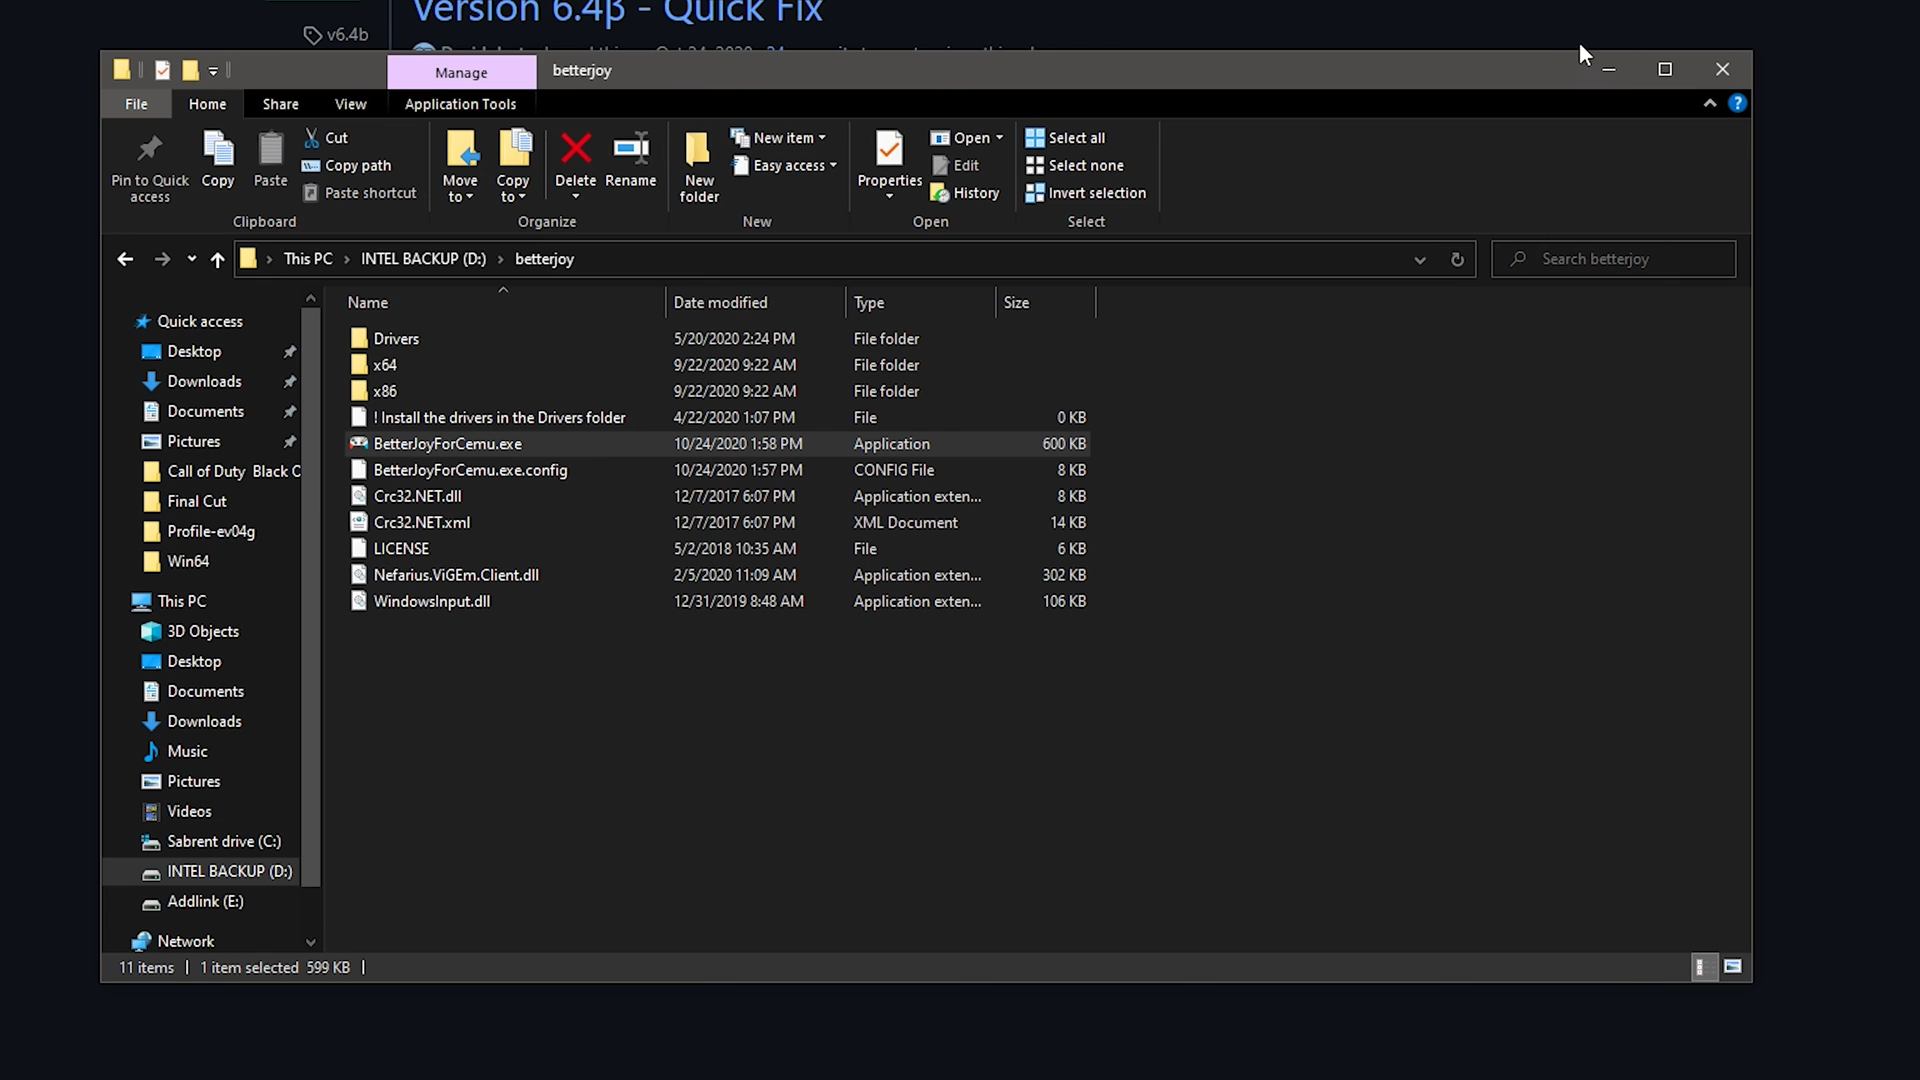 Version 6.4β - Quick Fix
v6.4b
Manage
betterjoy
File
Home
Share
View
Application Tools
Pin to Quick access
Copy
Paste
Cut
Copy path
Paste shortcut
Clipboard
Move to
Copy to
Delete
Rename
Organize
New folder
New item
Easy access
New
Properties
Open
Edit
History
Open
Select all
Select none
Invert selection
Select
This PC > INTEL BACKUP (D:) > betterjoy
Search betterjoy
Name Date modified Type Size
Drivers 5/20/2020 2:24 PM File folder
x64 9/22/2020 9:22 AM File folder
x86 9/22/2020 9:22 AM File folder
! Install the drivers in the Drivers folder 4/22/2020 1:07 PM File 0 KB
BetterJoyForCemu.exe 10/24/2020 1:58 PM Application 600 KB
BetterJoyForCemu.exe.config 10/24/2020 1:57 PM CONFIG File 8 KB
Crc32.NET.dll 12/7/2017 6:07 PM Application exten... 8 KB
Crc32.NET.xml 12/7/2017 6:07 PM XML Document 14 KB
LICENSE 5/2/2018 10:35 AM File 6 KB
Nefarius.ViGEm.Client.dll 2/5/2020 11:09 AM Application exten... 302 KB
WindowsInput.dll 12/31/2019 8:48 AM Application exten... 106 KB
Quick access
Desktop
Downloads
Documents
Pictures
Call of Duty Black C
Final Cut
Profile-ev04g
Win64
This PC
3D Objects
Desktop
Documents
Downloads
Music
Pictures
Videos
Sabrent drive (C:)
INTEL BACKUP (D:)
Addlink (E:)
Network
11 items
1 item selected 599 KB